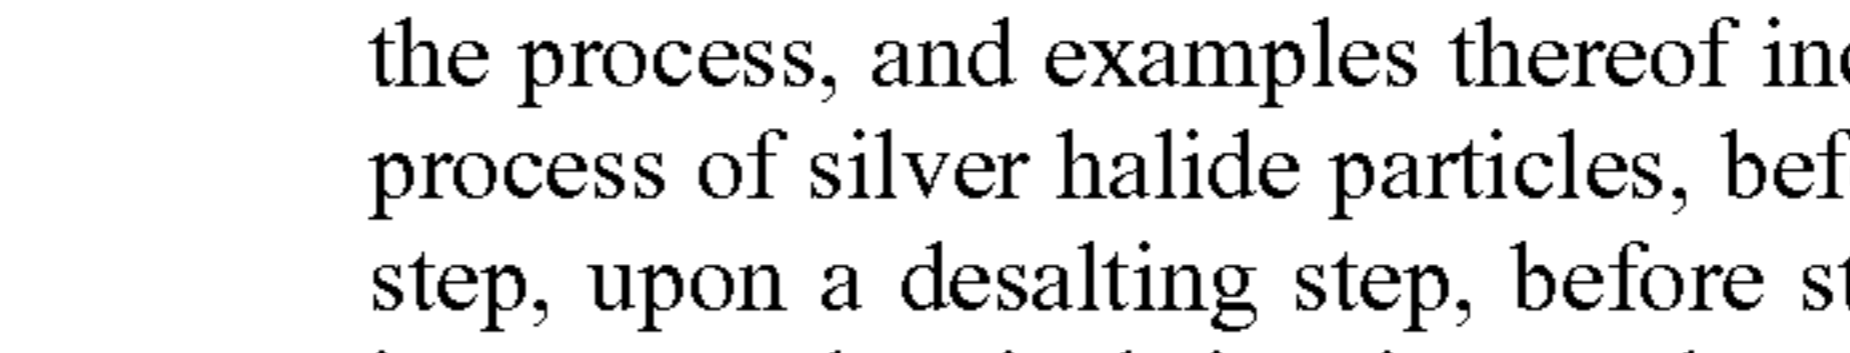 the process, and examples thereof
process of silver halide particles,
step, upon a desalting step, before